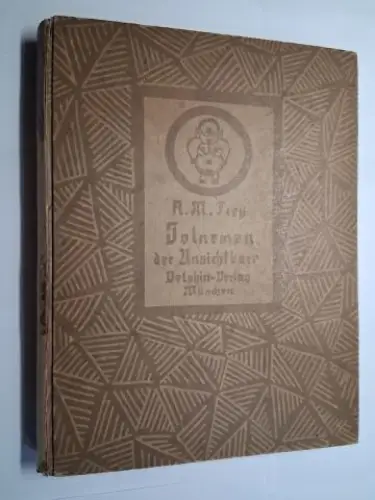 A. M. Frey
Solneman
der Unsichtbare
Delphin-Verlag
München